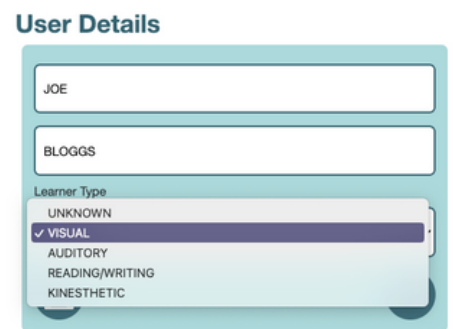 User Details
JOE
BLOGGS
Learner Type
UNKNOWN
✓ VISUAL
AUDITORY
READING/WRITING
KINESTHETIC